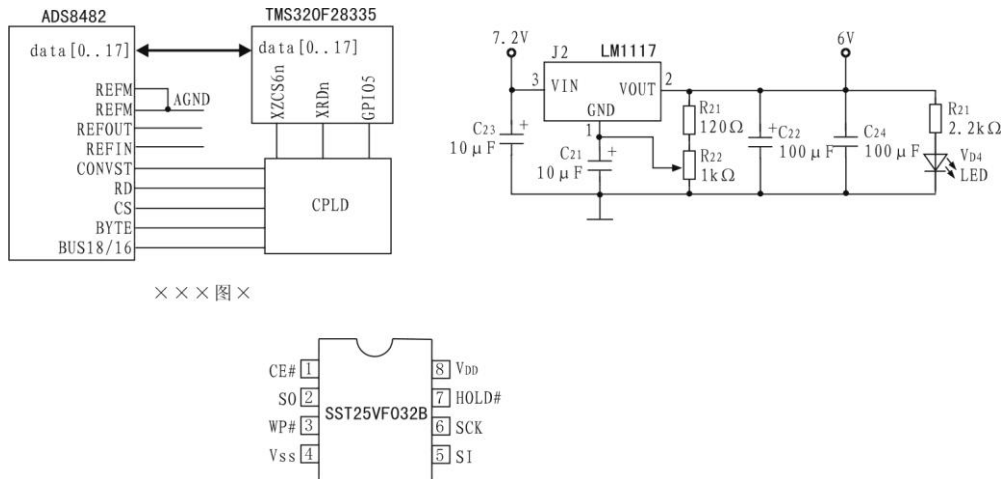 ADS8482
TMS320F28335
data[0..17]
data[0..17]
REFM
REFM
AGND
REFOUT
REFIN
CONVST
RD
CS
BYTE
BUS18/16
XZCS6n
XRDn
GPIO5
CPLD
×××图×
7.2V
J2
LM1117
6V
3
VIN
VOUT
2
GND
1
C23
10μF
+
C21
10μF
+
R21
120Ω
R22
1kΩ
+
C22
100μF
C24
100μF
R21
2.2kΩ
VD4
LED
CE# 1
SO 2
WP# 3
Vss 4
SST25VF032B
8 VDD
7 HOLD#
6 SCK
5 SI